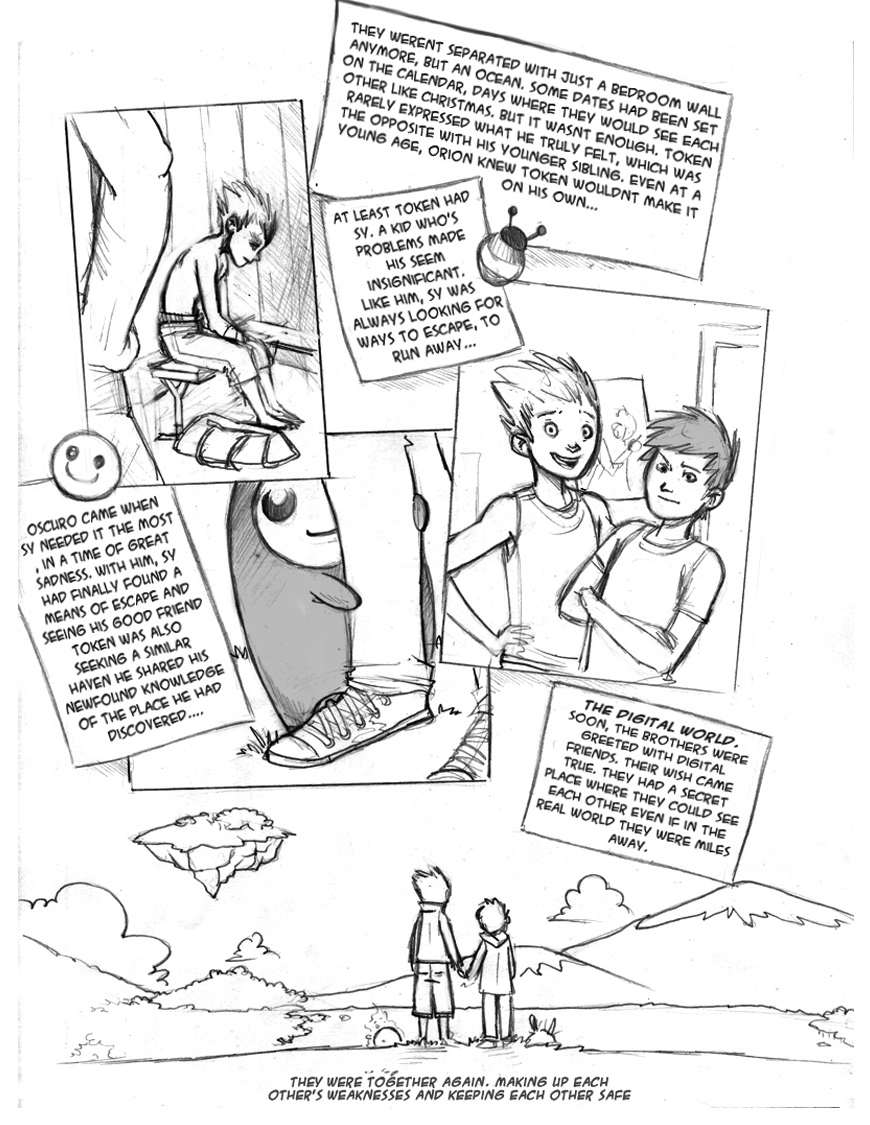 THEY WERENT SEPARATED WITH JUST A BEDROOM WALL
ANYMORE, BUT AN OCEAN. SOME DATES HAD BEEN SET
ON THE CALENDAR, DAYS WHERE THEY WOULD SEE EACH
OTHER LIKE CHRISTMAS. BUT IT WASNT ENOUGH. TOKEN
RARELY EXPRESSED WHAT HE TRULY FELT, WHICH WAS
THE OPPOSITE WITH HIS YOUNGER SIBLING. EVEN AT A
YOUNG AGE, ORION KNEW TOKEN WOULDNT MAKE IT
ON HIS OWN...
AT LEAST TOKEN HAD
SY. A KID WHO'S
PROBLEMS MADE
HIS SEEM
INSIGNIFICANT.
LIKE HIM, SY WAS
ALWAYS LOOKING FOR
WAYS TO ESCAPE, TO
RUN AWAY...
OSCURO CAME WHEN
SY NEEDED IT THE MOST
, IN A TIME OF GREAT
SADNESS. WITH HIM, SY
HAD FINALLY FOUND A
MEANS OF ESCAPE AND
SEEING HIS GOOD FRIEND
TOKEN WAS ALSO
SEEKING A SIMILAR
HAVEN HE SHARED HIS
NEWFOUND KNOWLEDGE
OF THE PLACE HE HAD
DISCOVERED....
THE DIGITAL WORLD.
SOON, THE BROTHERS WERE
GREETED WITH DIGITAL
FRIENDS. THEIR WISH CAME
TRUE. THEY HAD A SECRET
PLACE WHERE THEY COULD SEE
EACH OTHER EVEN IF IN THE
REAL WORLD THEY WERE MILES
AWAY.
THEY WERE TOGETHER AGAIN. MAKING UP EACH
OTHER'S WEAKNESSES AND KEEPING EACH OTHER SAFE